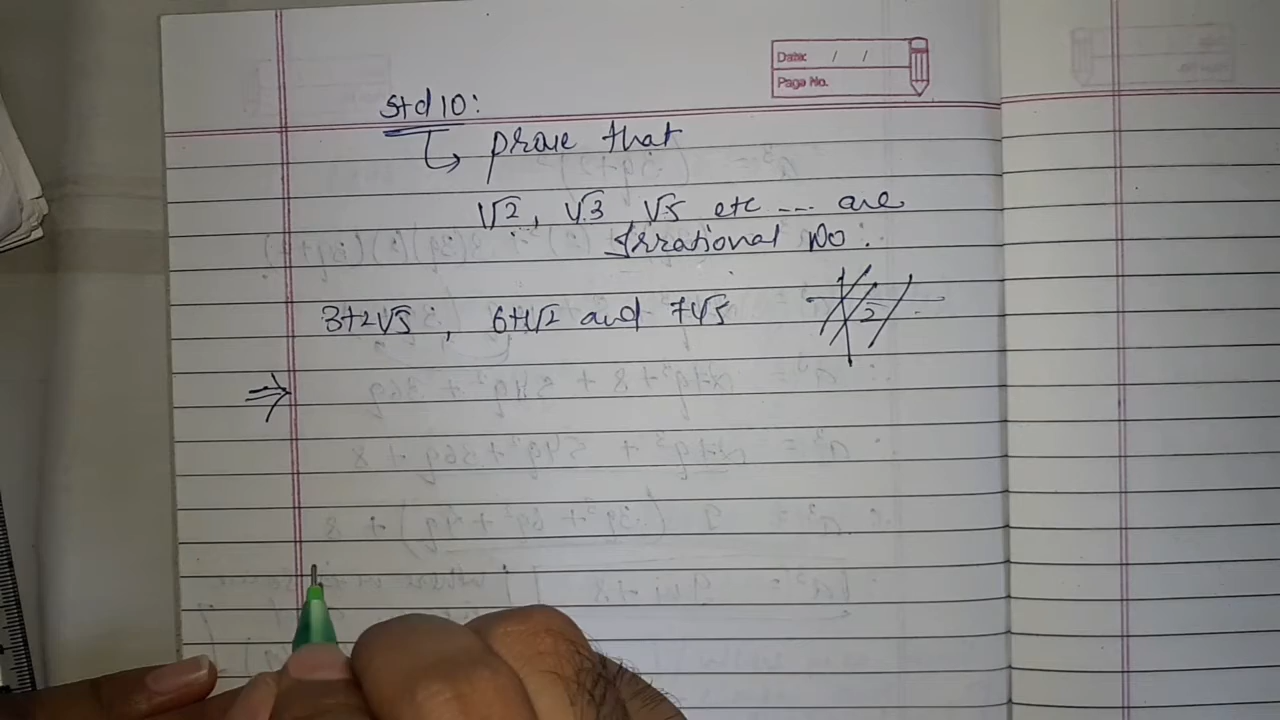 Date: / /
Page No.
Std 10:
prove that
√2, √3, √5 etc ... are
Irrational No.
3+2√5, 6+√2 and 7√5
2